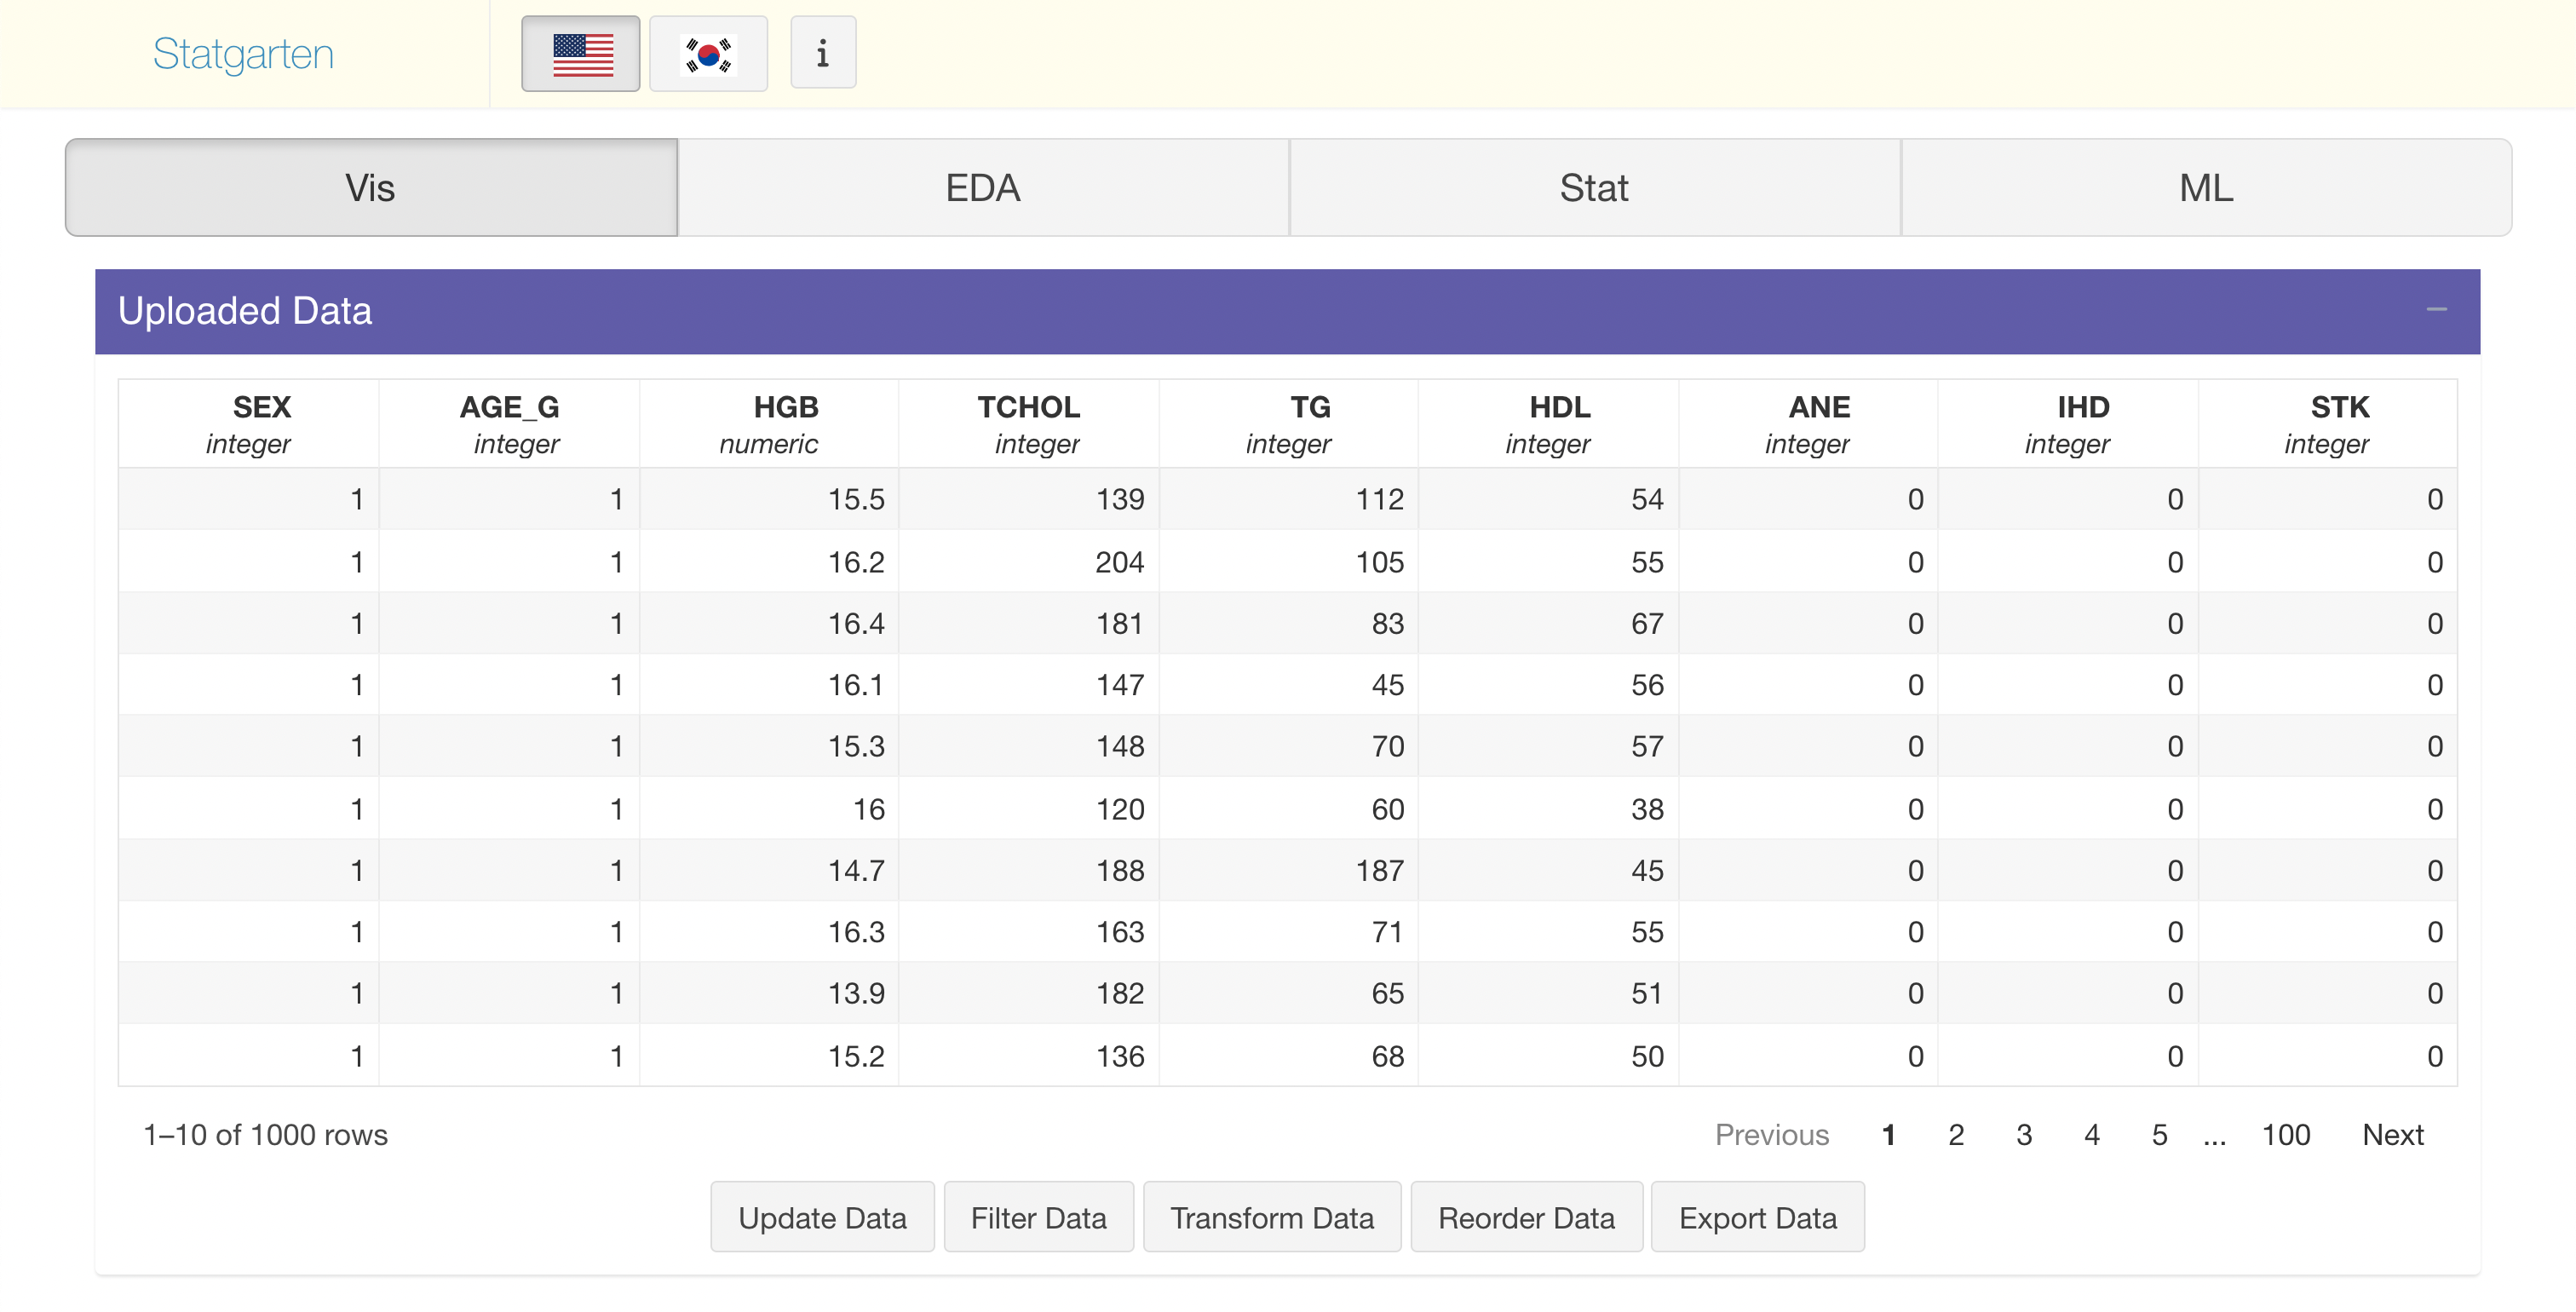 Statgarten i
Vis EDA Stat ML
Uploaded Data
SEX AGE_G HGB TCHOL TG HDL ANE IHD STK
integer integer numeric integer integer integer integer integer integer
1 1 15.5 139 112 54 0 0 0
1 1 16.2 204 105 55 0 0 0
1 1 16.4 181 83 67 0 0 0
1 1 16.1 147 45 56 0 0 0
1 1 15.3 148 70 57 0 0 0
1 1 16 120 60 38 0 0 0
1 1 14.7 188 187 45 0 0 0
1 1 16.3 163 71 55 0 0 0
1 1 13.9 182 65 51 0 0 0
1 1 15.2 136 68 50 0 0 0
1–10 of 1000 rows Previous 1 2 3 4 5 ... 100 Next
Update Data Filter Data Transform Data Reorder Data Export Data